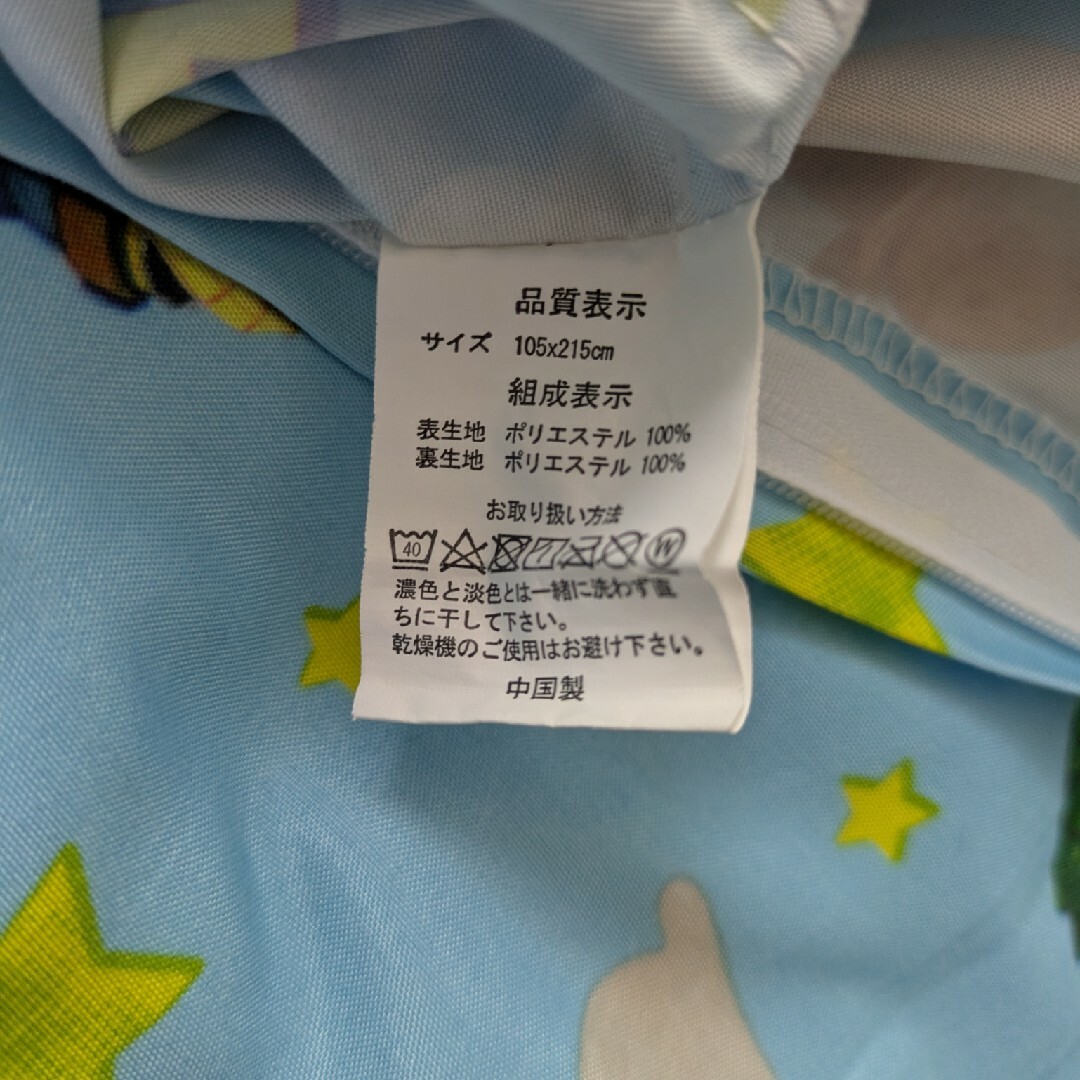 品質表示
サイズ 105x215cm
組成表示
表生地 ポリエステル 100%
裏生地 ポリエステル 100%
お取り扱い方法
40 W
濃色と淡色とは一緒に洗わず直
ちに干して下さい。
乾燥機のご使用はお避け下さい。
中国製